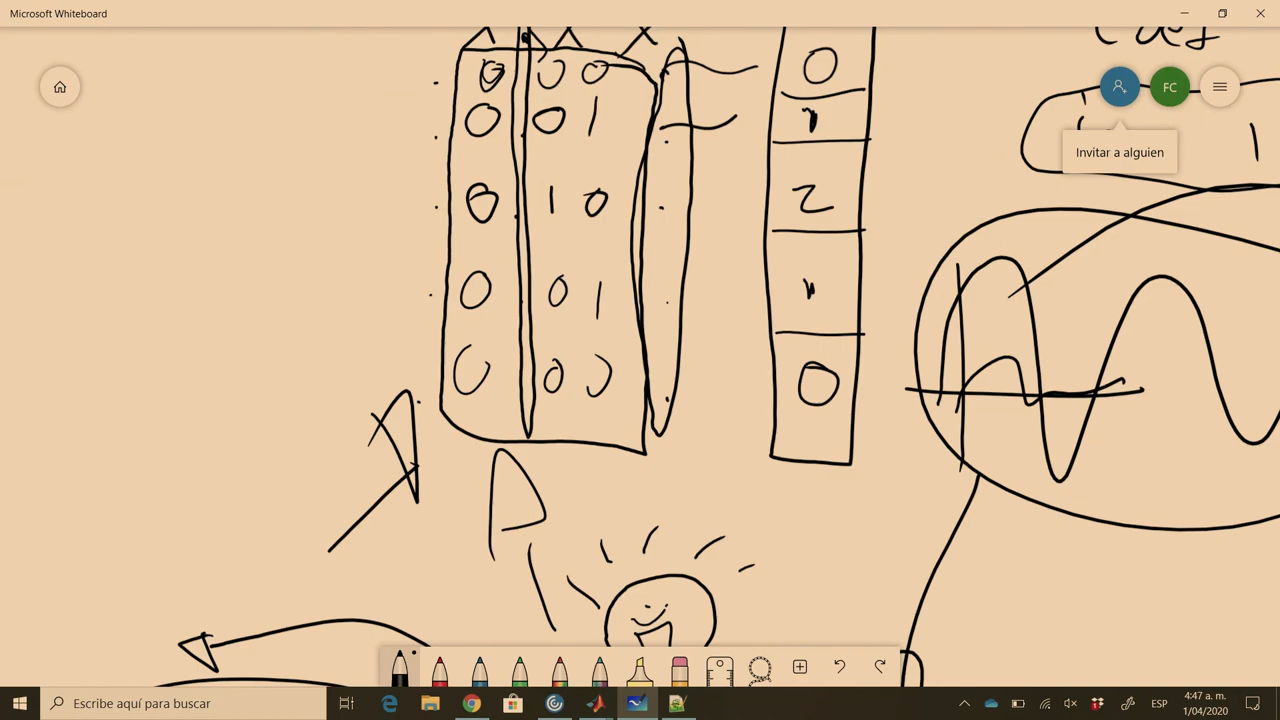 Microsoft Whiteboard
FC
Invitar a alguien
0 0 0
0 0 1
0 1 0
0 0 1
0 0 0
0
1
2
1
0
1
Escribe aquí para buscar
ESP
4:47 a. m.
1/04/2020